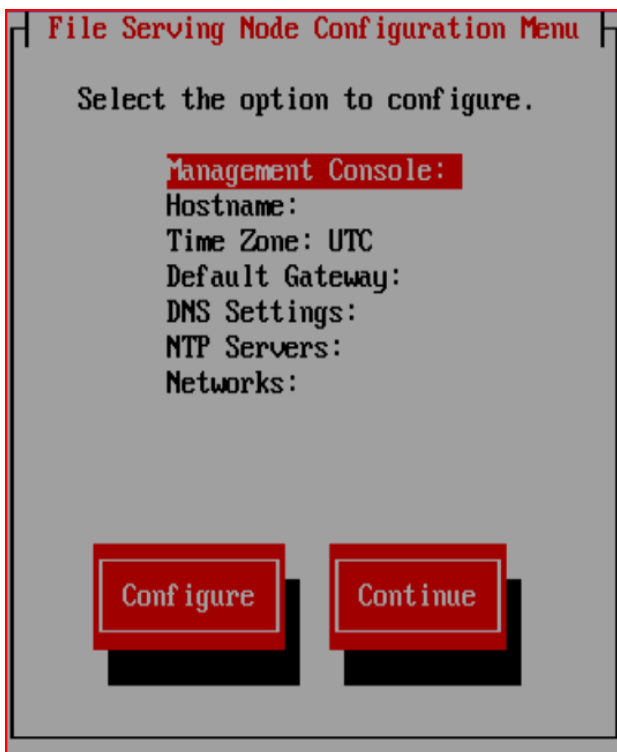 File Serving Node Configuration Menu
Select the option to configure.
Management Console:
Hostname:
Time Zone: UTC
Default Gateway:
DNS Settings:
NTP Servers:
Networks:
Configure
Continue